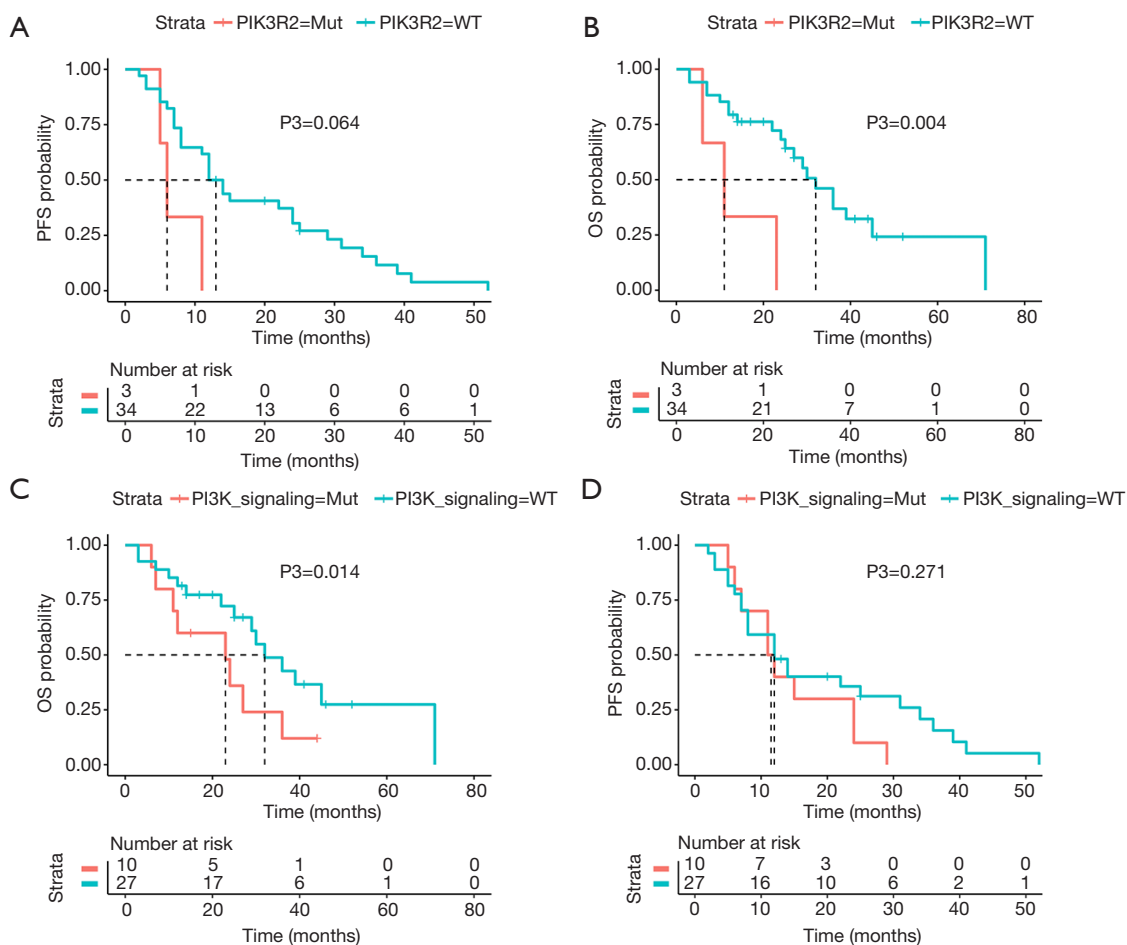 A
Strata PIK3R2=Mut PIK3R2=WT
1.00
0.75
0.50
0.25
0.00
PFS probability
P3=0.064
0 10 20 30 40 50
Time (months)
Number at risk
Strata
3 1 0 0 0 0
34 22 13 6 6 1
0 10 20 30 40 50
Time (months)
B
Strata PIK3R2=Mut PIK3R2=WT
1.00
0.75
0.50
0.25
0.00
OS probability
P3=0.004
0 20 40 60 80
Time (months)
Number at risk
Strata
3 1 0 0 0
34 21 7 1 0
0 20 40 60 80
Time (months)
C
Strata PI3K_signaling=Mut PI3K_signaling=WT
1.00
0.75
0.50
0.25
0.00
OS probability
P3=0.014
0 20 40 60 80
Time (months)
Number at risk
Strata
10 5 1 0 0
27 17 6 1 0
0 20 40 60 80
Time (months)
D
Strata PI3K_signaling=Mut PI3K_signaling=WT
1.00
0.75
0.50
0.25
0.00
PFS probability
P3=0.271
0 10 20 30 40 50
Time (months)
Number at risk
Strata
10 7 3 0 0 0
27 16 10 6 2 1
0 10 20 30 40 50
Time (months)